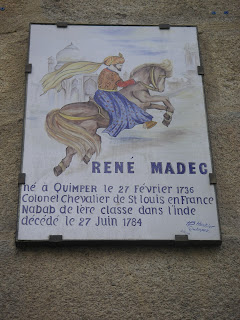 RENÉ MADEC
né à QUIMPER le 27 Février 1736
Colonel Chevalier de St louis en France
Nabab de 1ère classe dans l'inde
décédé le 27 Juin 1784